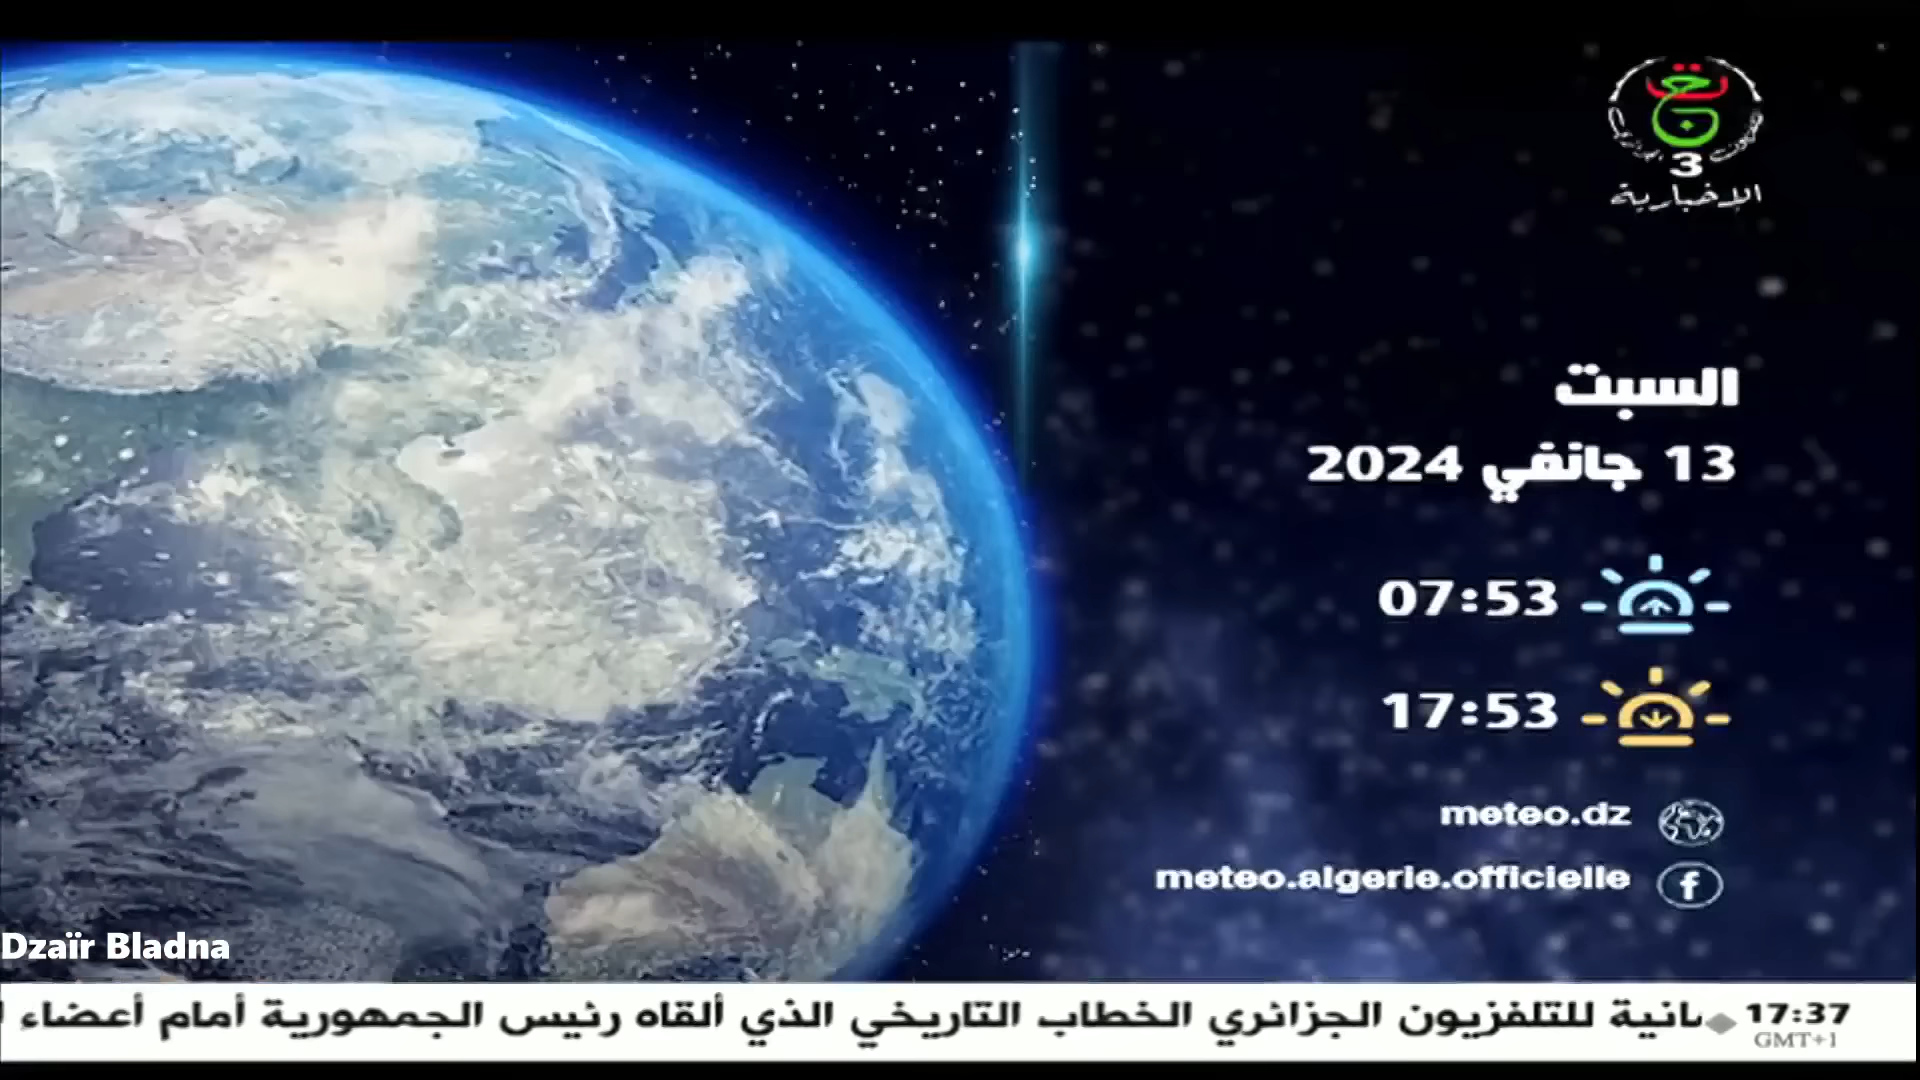 3
الإخبارية
السبت
13 جانفي 2024
07:53
17:53
meteo.dz
meteo.algerie.officielle
Dzaïr Bladna
للتلفزيون الجزائري الخطاب التاريخي الذي ألقاه رئيس الجمهورية أمام أعضاء
17:37
GMT+1